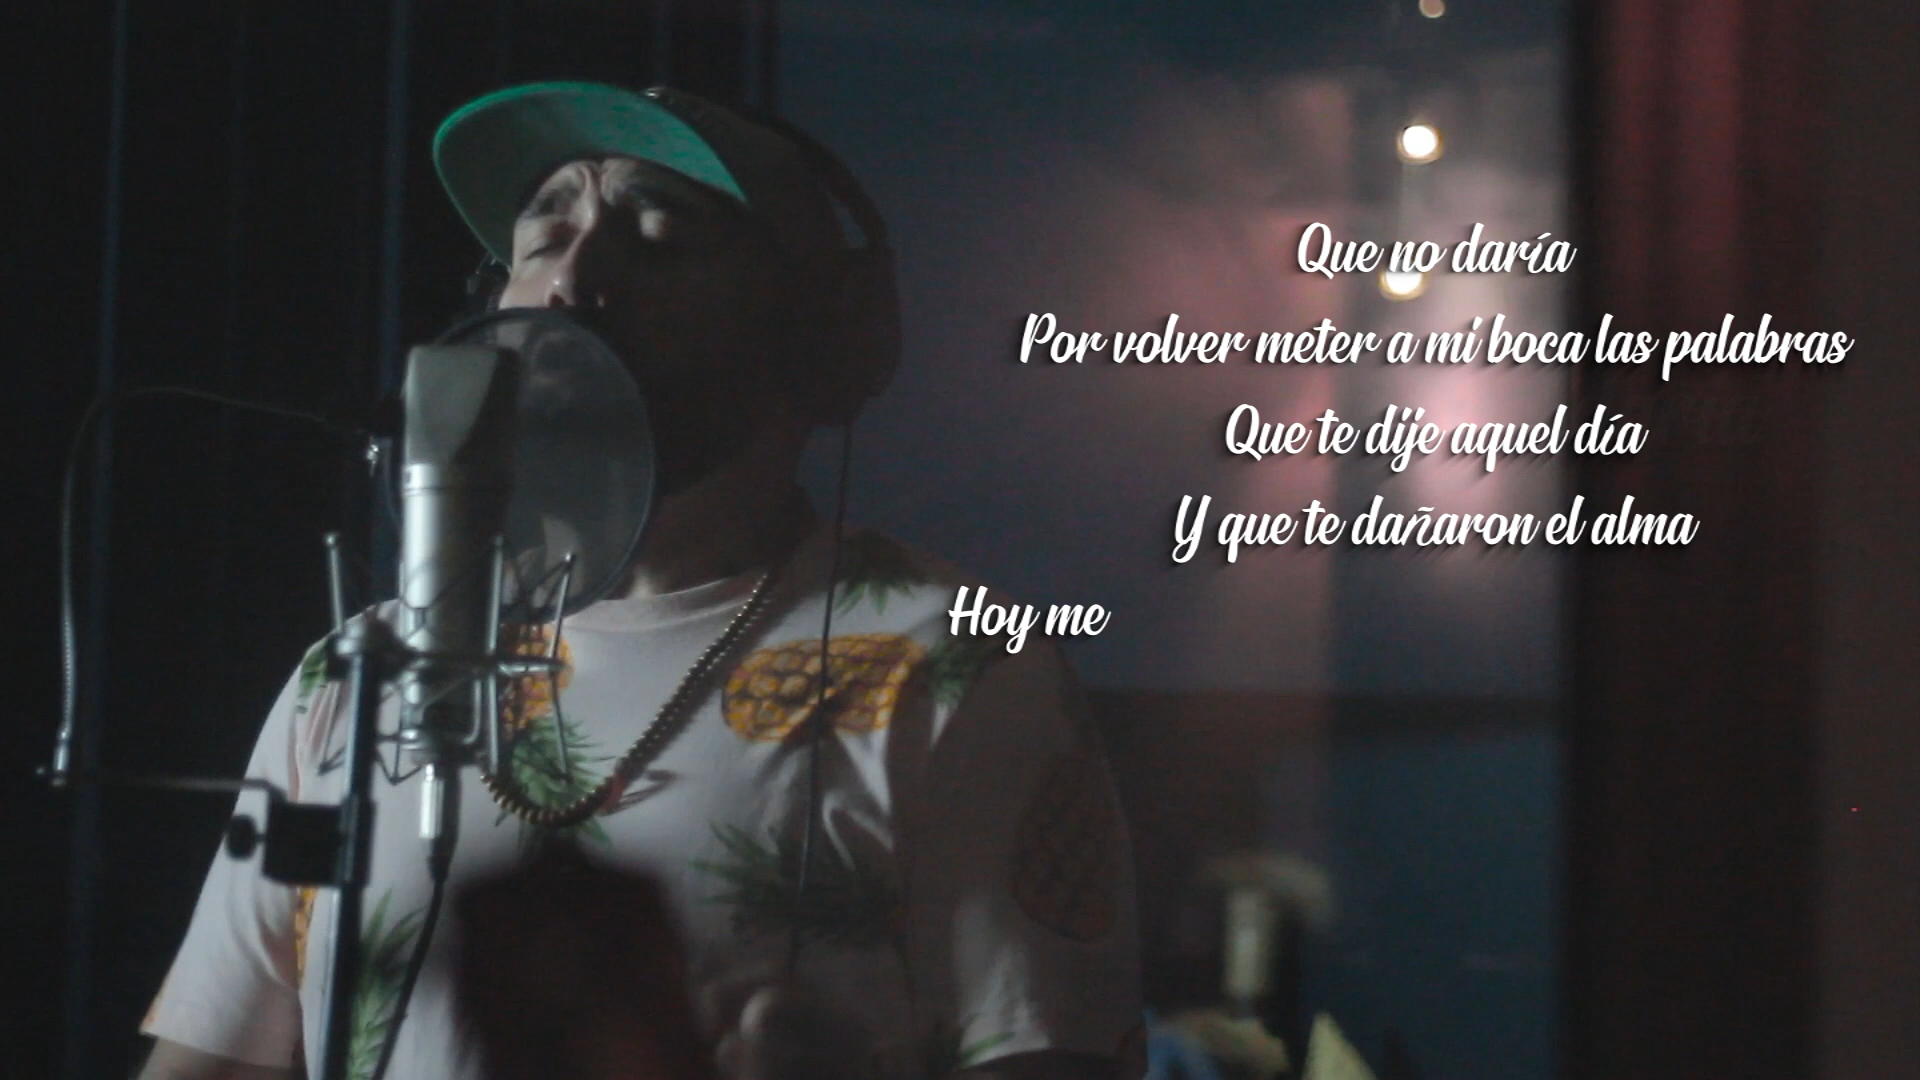 Que no daría
Por volver meter a mi boca las palabras
Que te dije aquel día
Y que te dañaron el alma
Hoy me